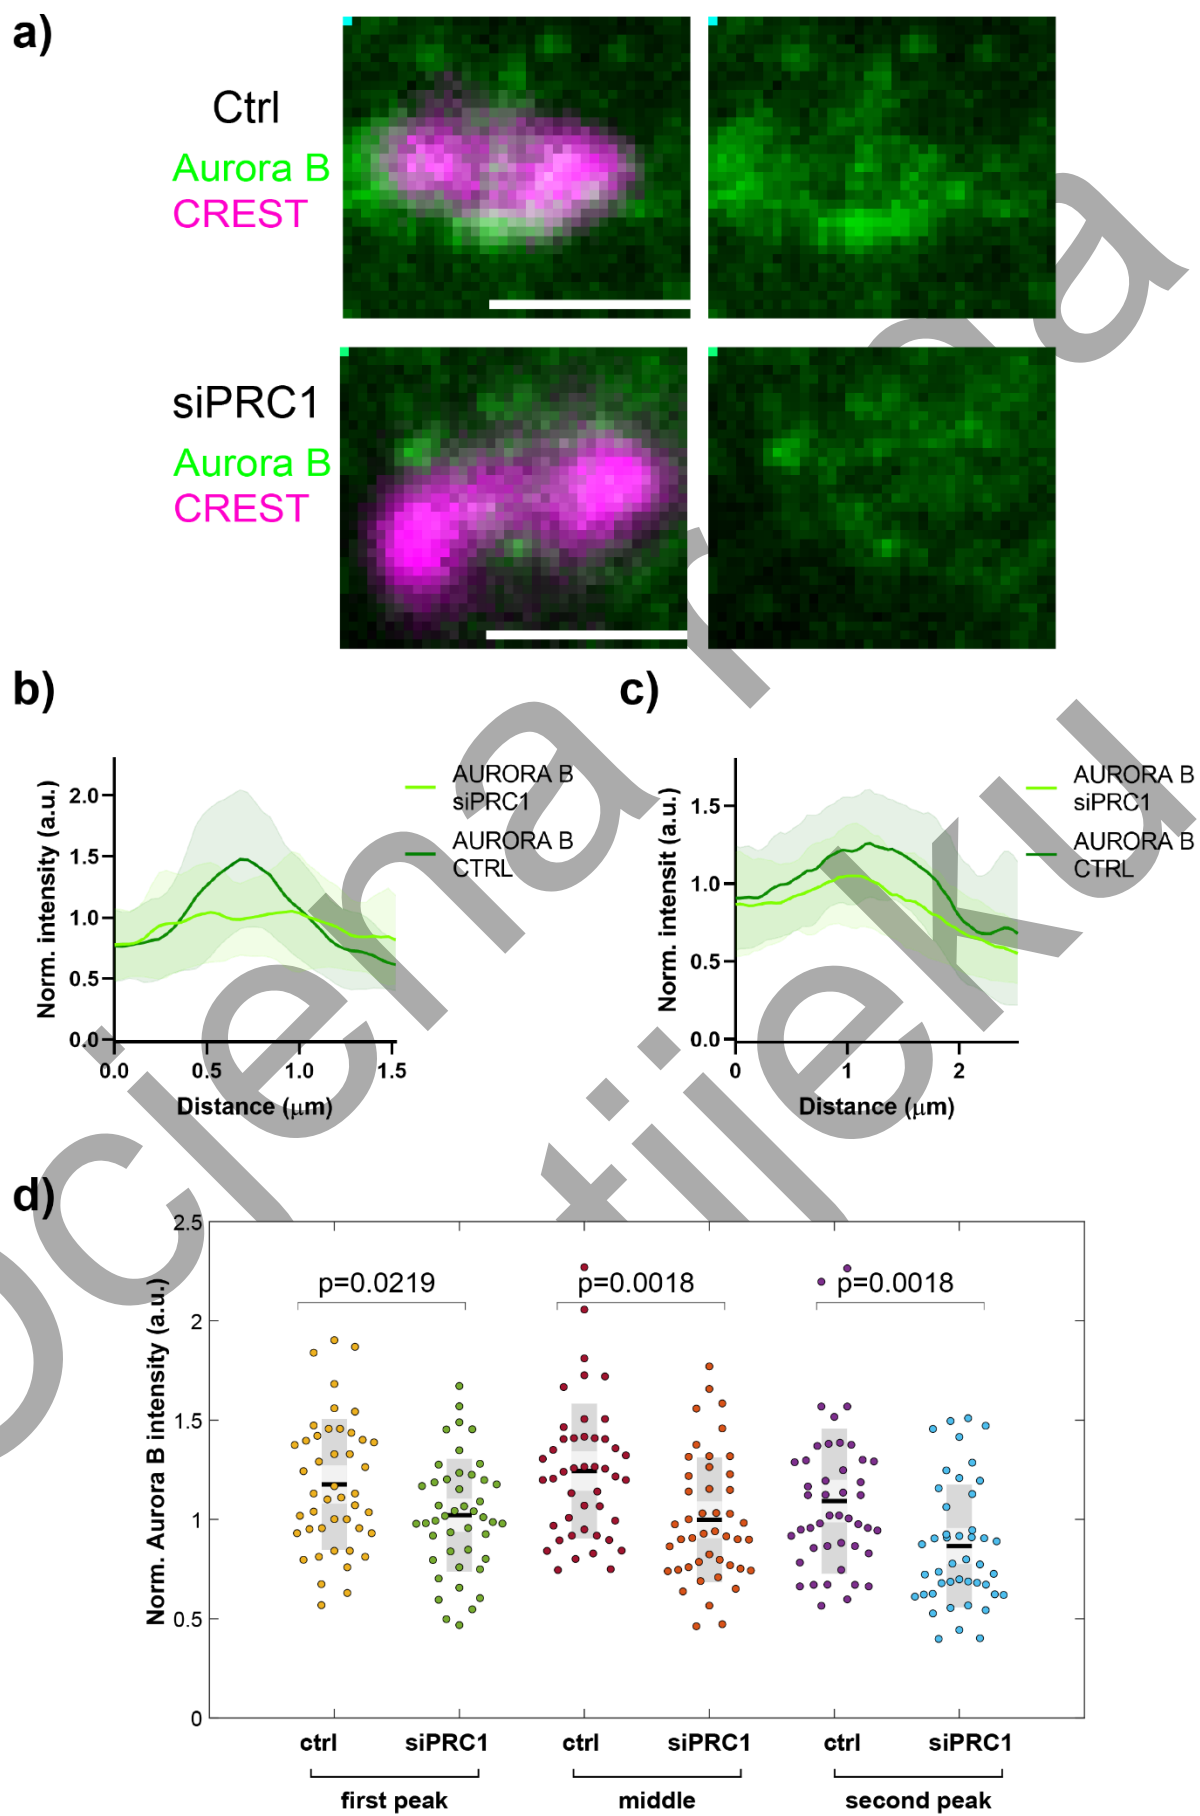 a)
Ctrl
Aurora B
CREST
siPRC1
Aurora B
CREST
b)
2.0
1.5
1.0
0.5
0.0
Norm. intensity (a.u.)
0.0 0.5 1.0 1.5
Distance (μm)
AURORA B
siPRC1
AURORA B
CTRL
c)
1.5
1.0
0.5
0.0
Norm. intensit (a.u.)
0 1 2
Distance (μm)
AURORA B
siPRC1
AURORA B
CTRL
d)
2.5
2
1.5
1
0.5
0
Norm. Aurora B intensity (a.u.)
p=0.0219 p=0.0018 p=0.0018
ctrl siPRC1 ctrl siPRC1 ctrl siPRC1
first peak middle second peak